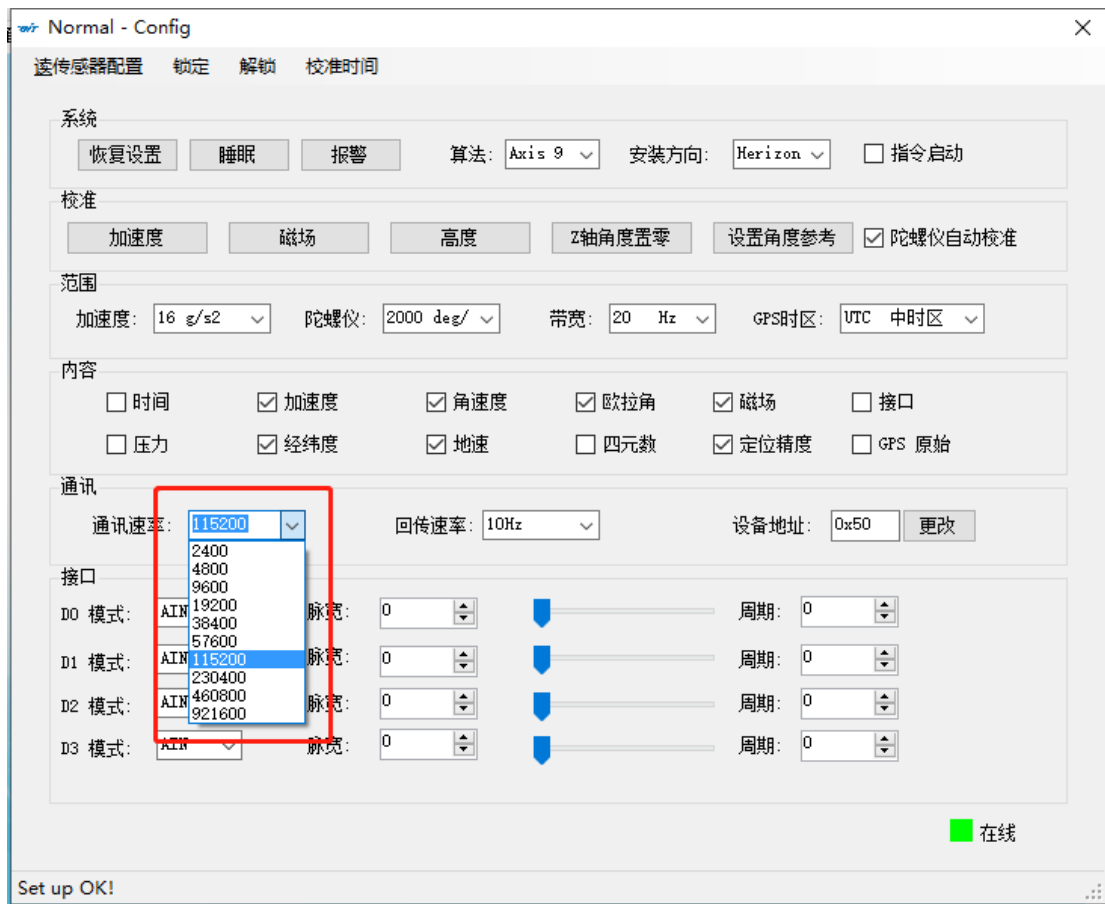 Normal - Config
读传感器配置 锁定 解锁 校准时间
系统
恢复设置 睡眠 报警 算法: Axis 9 安装方向: Herizon 指令启动
校准
加速度 磁场 高度 Z轴角度置零 设置角度参考 陀螺仪自动校准
范围
加速度: 16 g/s2 陀螺仪: 2000 deg/ 带宽: 20 Hz GPS时区: UTC 中时区
内容
时间 加速度 角速度 欧拉角 磁场 接口
压力 经纬度 地速 四元数 定位精度 GPS 原始
通讯
通讯速率: 115200 回传速率: 10Hz 设备地址: 0x50 更改
2400
4800
9600
19200
38400
57600
115200
230400
460800
921600
接口
D0 模式: AIN 脉宽: 0 周期: 0
D1 模式: AIN 脉宽: 0 周期: 0
D2 模式: AIN 脉宽: 0 周期: 0
D3 模式: AIN 脉宽: 0 周期: 0
在线
Set up OK!